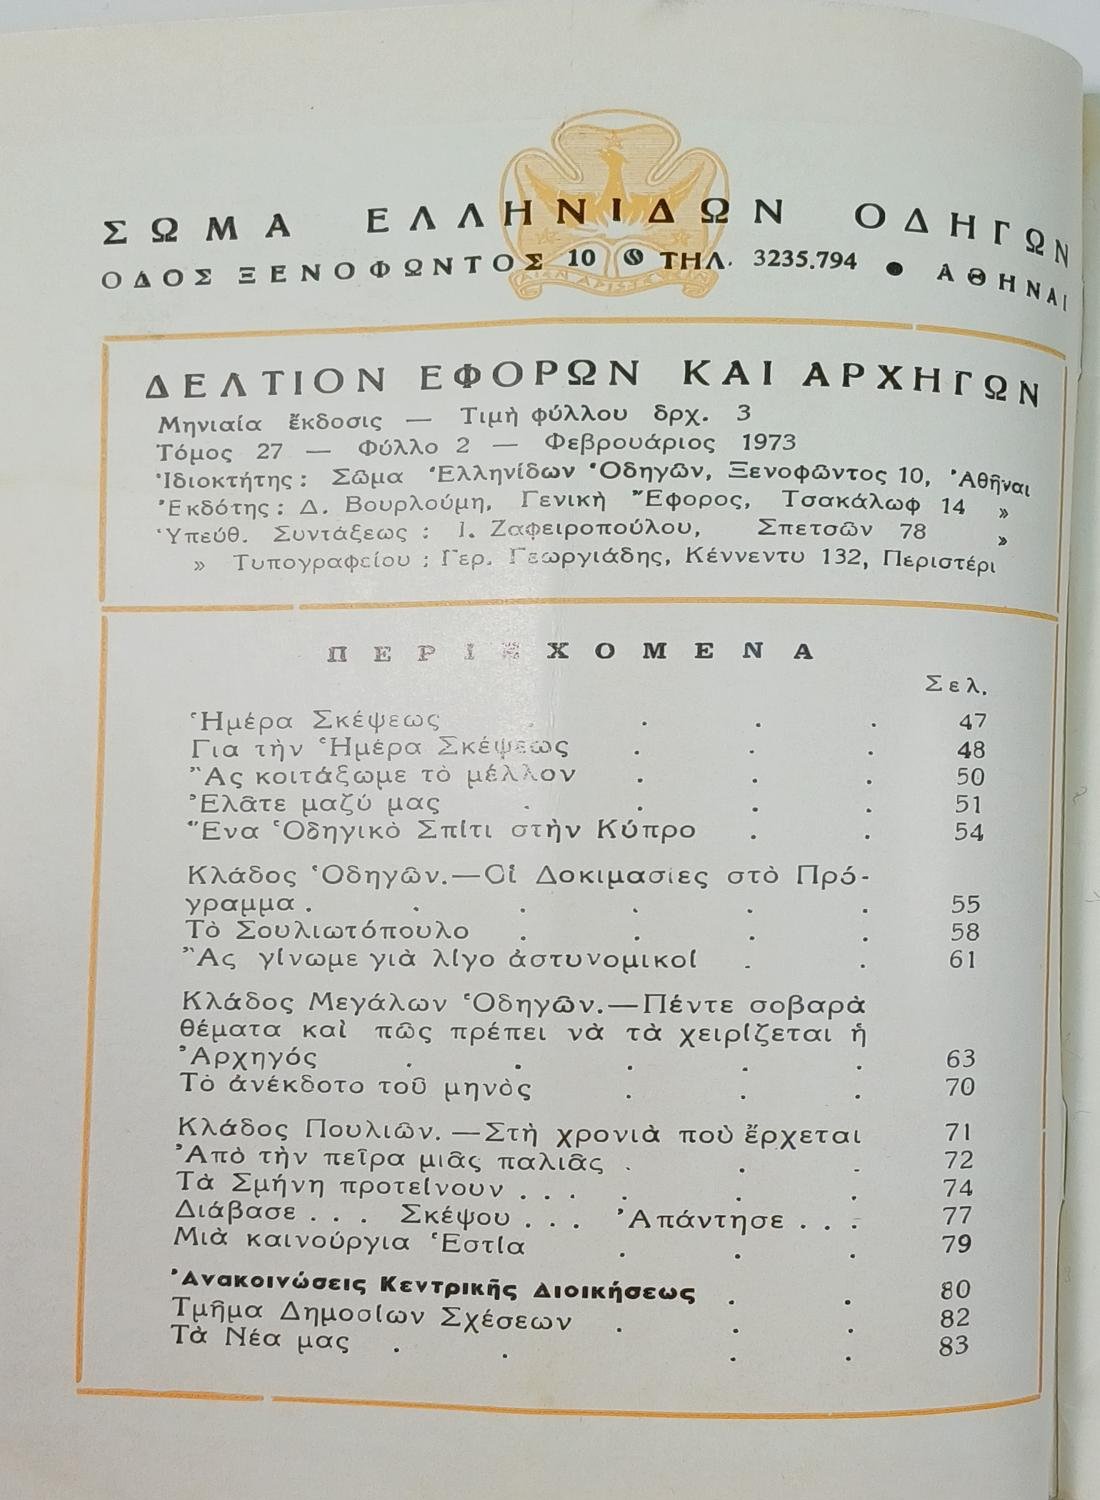 ΣΩΜΑ ΕΛΛΗΝΙΔΩΝ ΟΔΗΓΩΝ
ΟΔΟΣ ΞΕΝΟΦΩΝΤΟΣ 10 ΤΗΛ. 3235.794 ● ΑΘΗΝΑΙ
ΔΕΛΤΙΟΝ ΕΦΟΡΩΝ ΚΑΙ ΑΡΧΗΓΩΝ
Μηνιαία ἔκδοσις — Τιμὴ φύλλου δρχ. 3
Τόμος 27 — Φύλλο 2 — Φεβρουάριος 1973
Ἰδιοκτήτης : Σῶμα Ἑλληνίδων Ὁδηγῶν, Ξενοφῶντος 10, Ἀθῆναι
Ἐκδότης : Δ. Βουρλούμη, Γενικὴ Ἔφορος, Τσακάλωφ 14 »
Ὑπεύθ. Συντάξεως : Ι. Ζαφειροπούλου, Σπετσῶν 78 »
» Τυπογραφείου : Γερ. Γεωργιάδης, Κέννεντυ 132, Περιστέρι
ΠΕΡΙΕΧΟΜΕΝΑ
Σελ.
Ἡμέρα Σκέψεως . . . . 47
Για τὴν Ἡμέρα Σκέψεως . . . 48
Ἂς κοιτάξωμε τὸ μέλλον . . . 50
Ἐλᾶτε μαζύ μας . . . . 51
Ἕνα Ὁδηγικὸ Σπίτι στὴν Κύπρο . . 54
Κλάδος Ὁδηγῶν.—Οἱ Δοκιμασίες στὸ Πρό-
γραμμα . . . . . . 55
Τὸ Σουλιωτόπουλο . . . . 58
Ἂς γίνωμε γιὰ λίγο ἀστυνομικοί . . 61
Κλάδος Μεγάλων Ὁδηγῶν.—Πέντε σοβαρὰ
θέματα καὶ πῶς πρέπει νὰ τὰ χειρίζεται ἡ
Ἀρχηγός . . . . . 63
Τὸ ἀνέκδοτο τοῦ μηνὸς . . . 70
Κλάδος Πουλιῶν. —Στὴ χρονιὰ ποὺ ἔρχεται 71
Ἀπὸ τὴν πεῖρα μιᾶς παλιᾶς . . . 72
Τὰ Σμήνη προτείνουν . . . . . . 74
Διάβασε . . . Σκέψου . . . Ἀπάντησε . . . 77
Μιὰ καινούργια Ἑστία . . . 79
Ἀνακοινώσεις Κεντρικῆς Διοικήσεως . . 80
Τμῆμα Δημοσίων Σχέσεων . . . 82
Τὰ Νέα μας . . . . 83